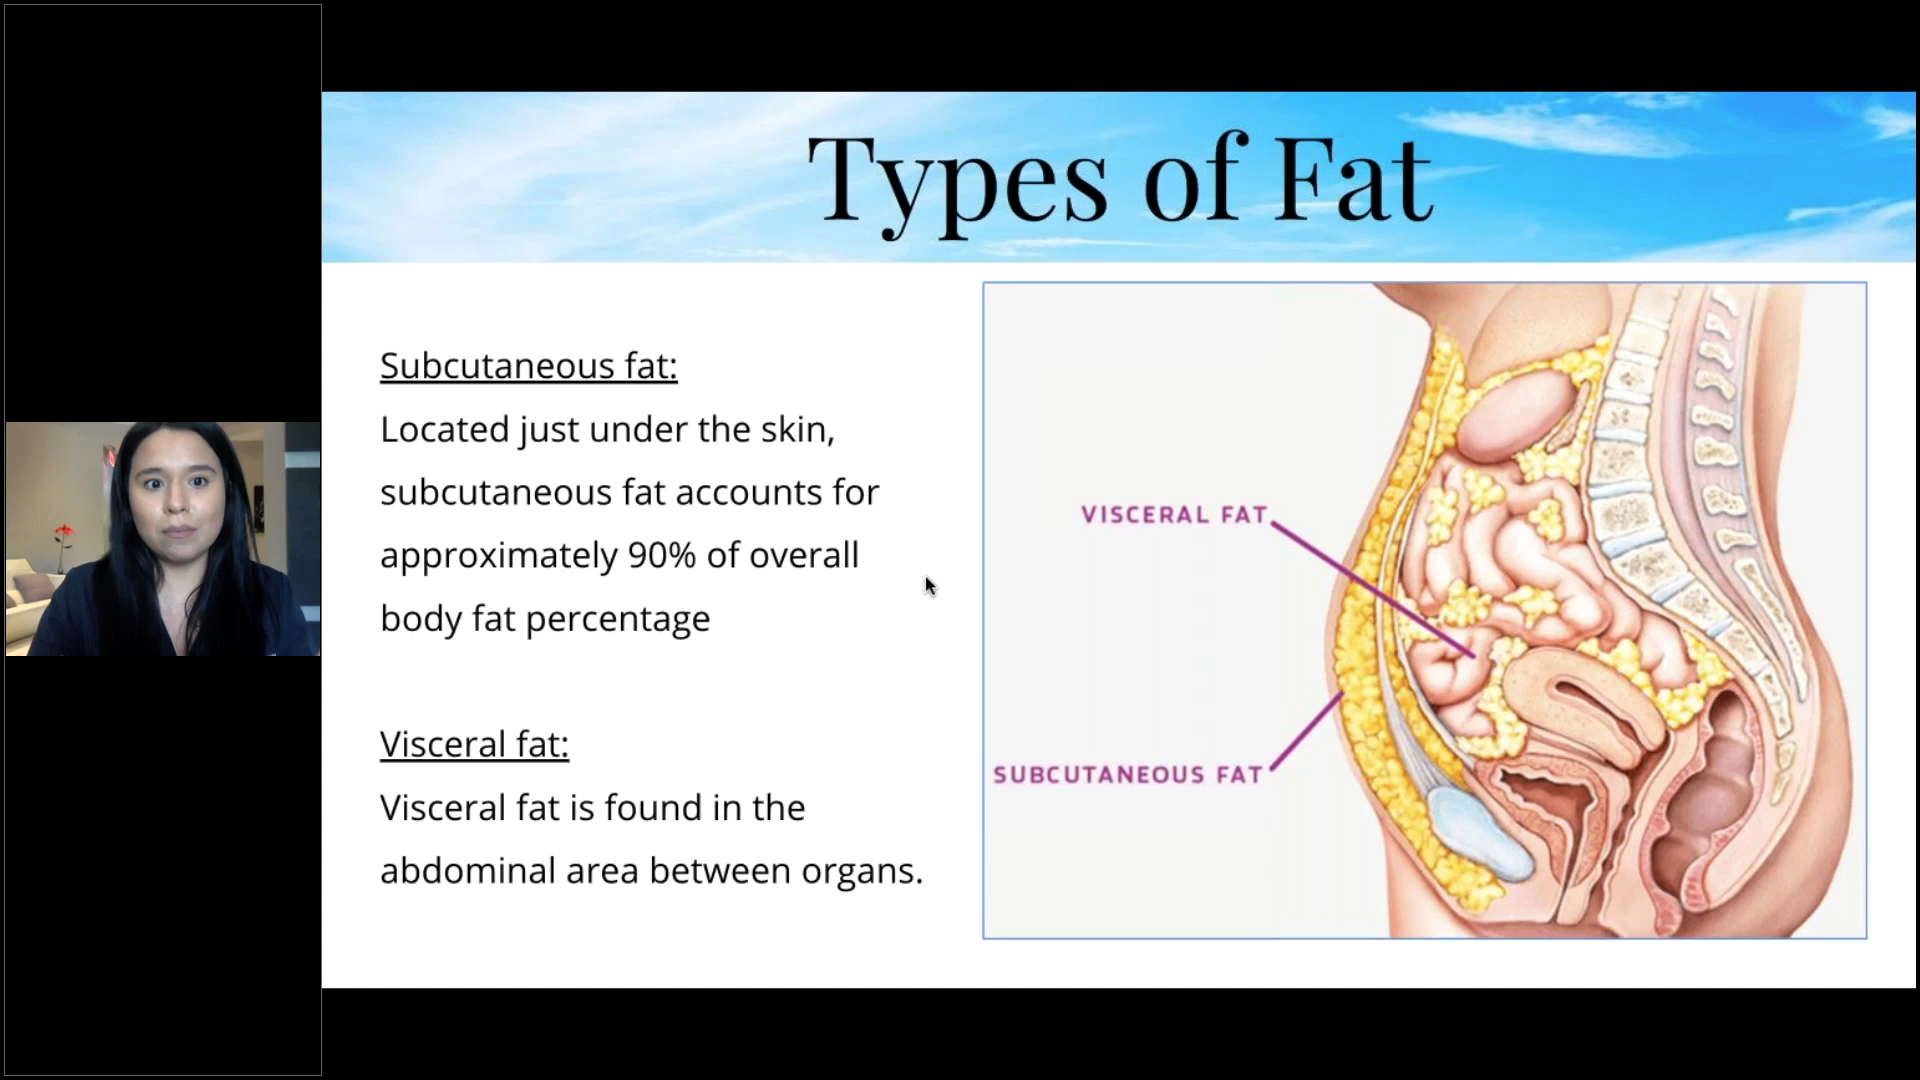 Types of Fat
Subcutaneous fat:
Located just under the skin,
subcutaneous fat accounts for
approximately 90% of overall
body fat percentage
Visceral fat:
Visceral fat is found in the
abdominal area between organs.
VISCERAL FAT
SUBCUTANEOUS FAT